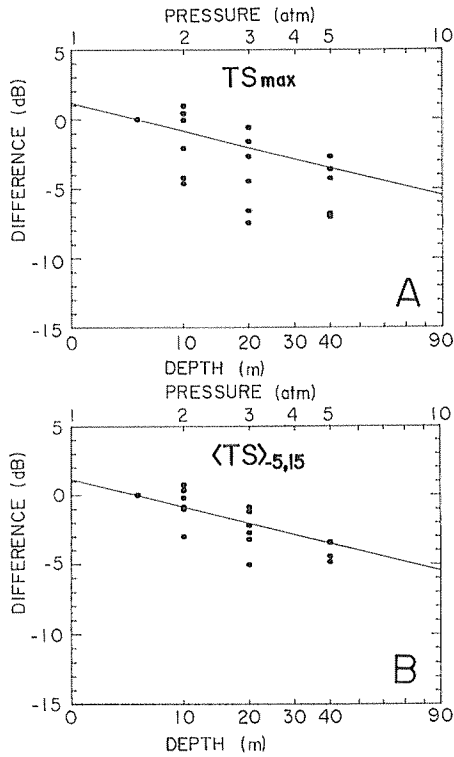 PRESSURE (atm)
1 2 3 4 5 10
5
TSmax
0
DIFFERENCE (dB)
-5
-10
A
-15
0 10 20 30 40 90
DEPTH (m)
PRESSURE (atm)
1 2 3 4 5 10
5
⟨TS⟩-5,15
0
DIFFERENCE (dB)
-5
-10
B
-15
0 10 20 30 40 90
DEPTH (m)